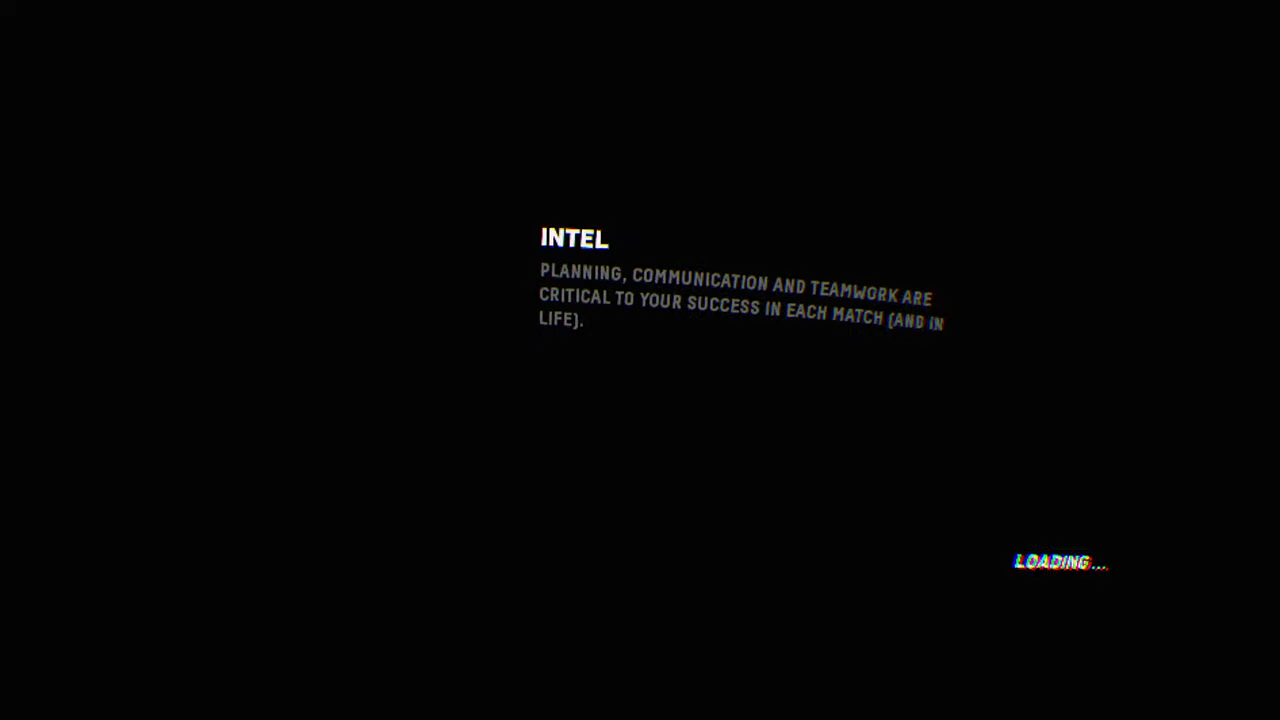 INTEL
PLANNING, COMMUNICATION AND TEAMWORK ARE
CRITICAL TO YOUR SUCCESS IN EACH MATCH (AND IN
LIFE).
LOADING...